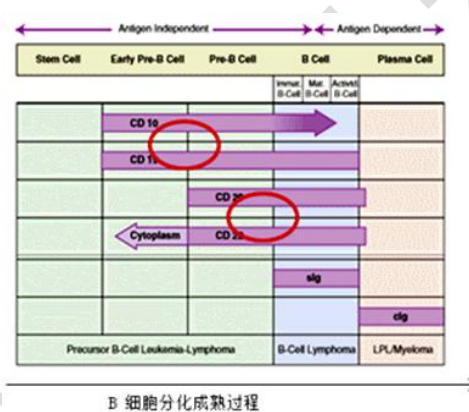 Antigen Independent Antigen Dependent
Stem Cell Early Pre-B Cell Pre-B Cell B Cell Plasma Cell
Immat. B-Cell Mat. B-Cell Activtd. B-Cell
CD 10
CD
CD
Cytoplasm CD 22
sIg
cIg
Precursor B-Cell Leukemia-Lymphoma B-Cell Lymphoma LPL/Myeloma
B 细胞分化成熟过程